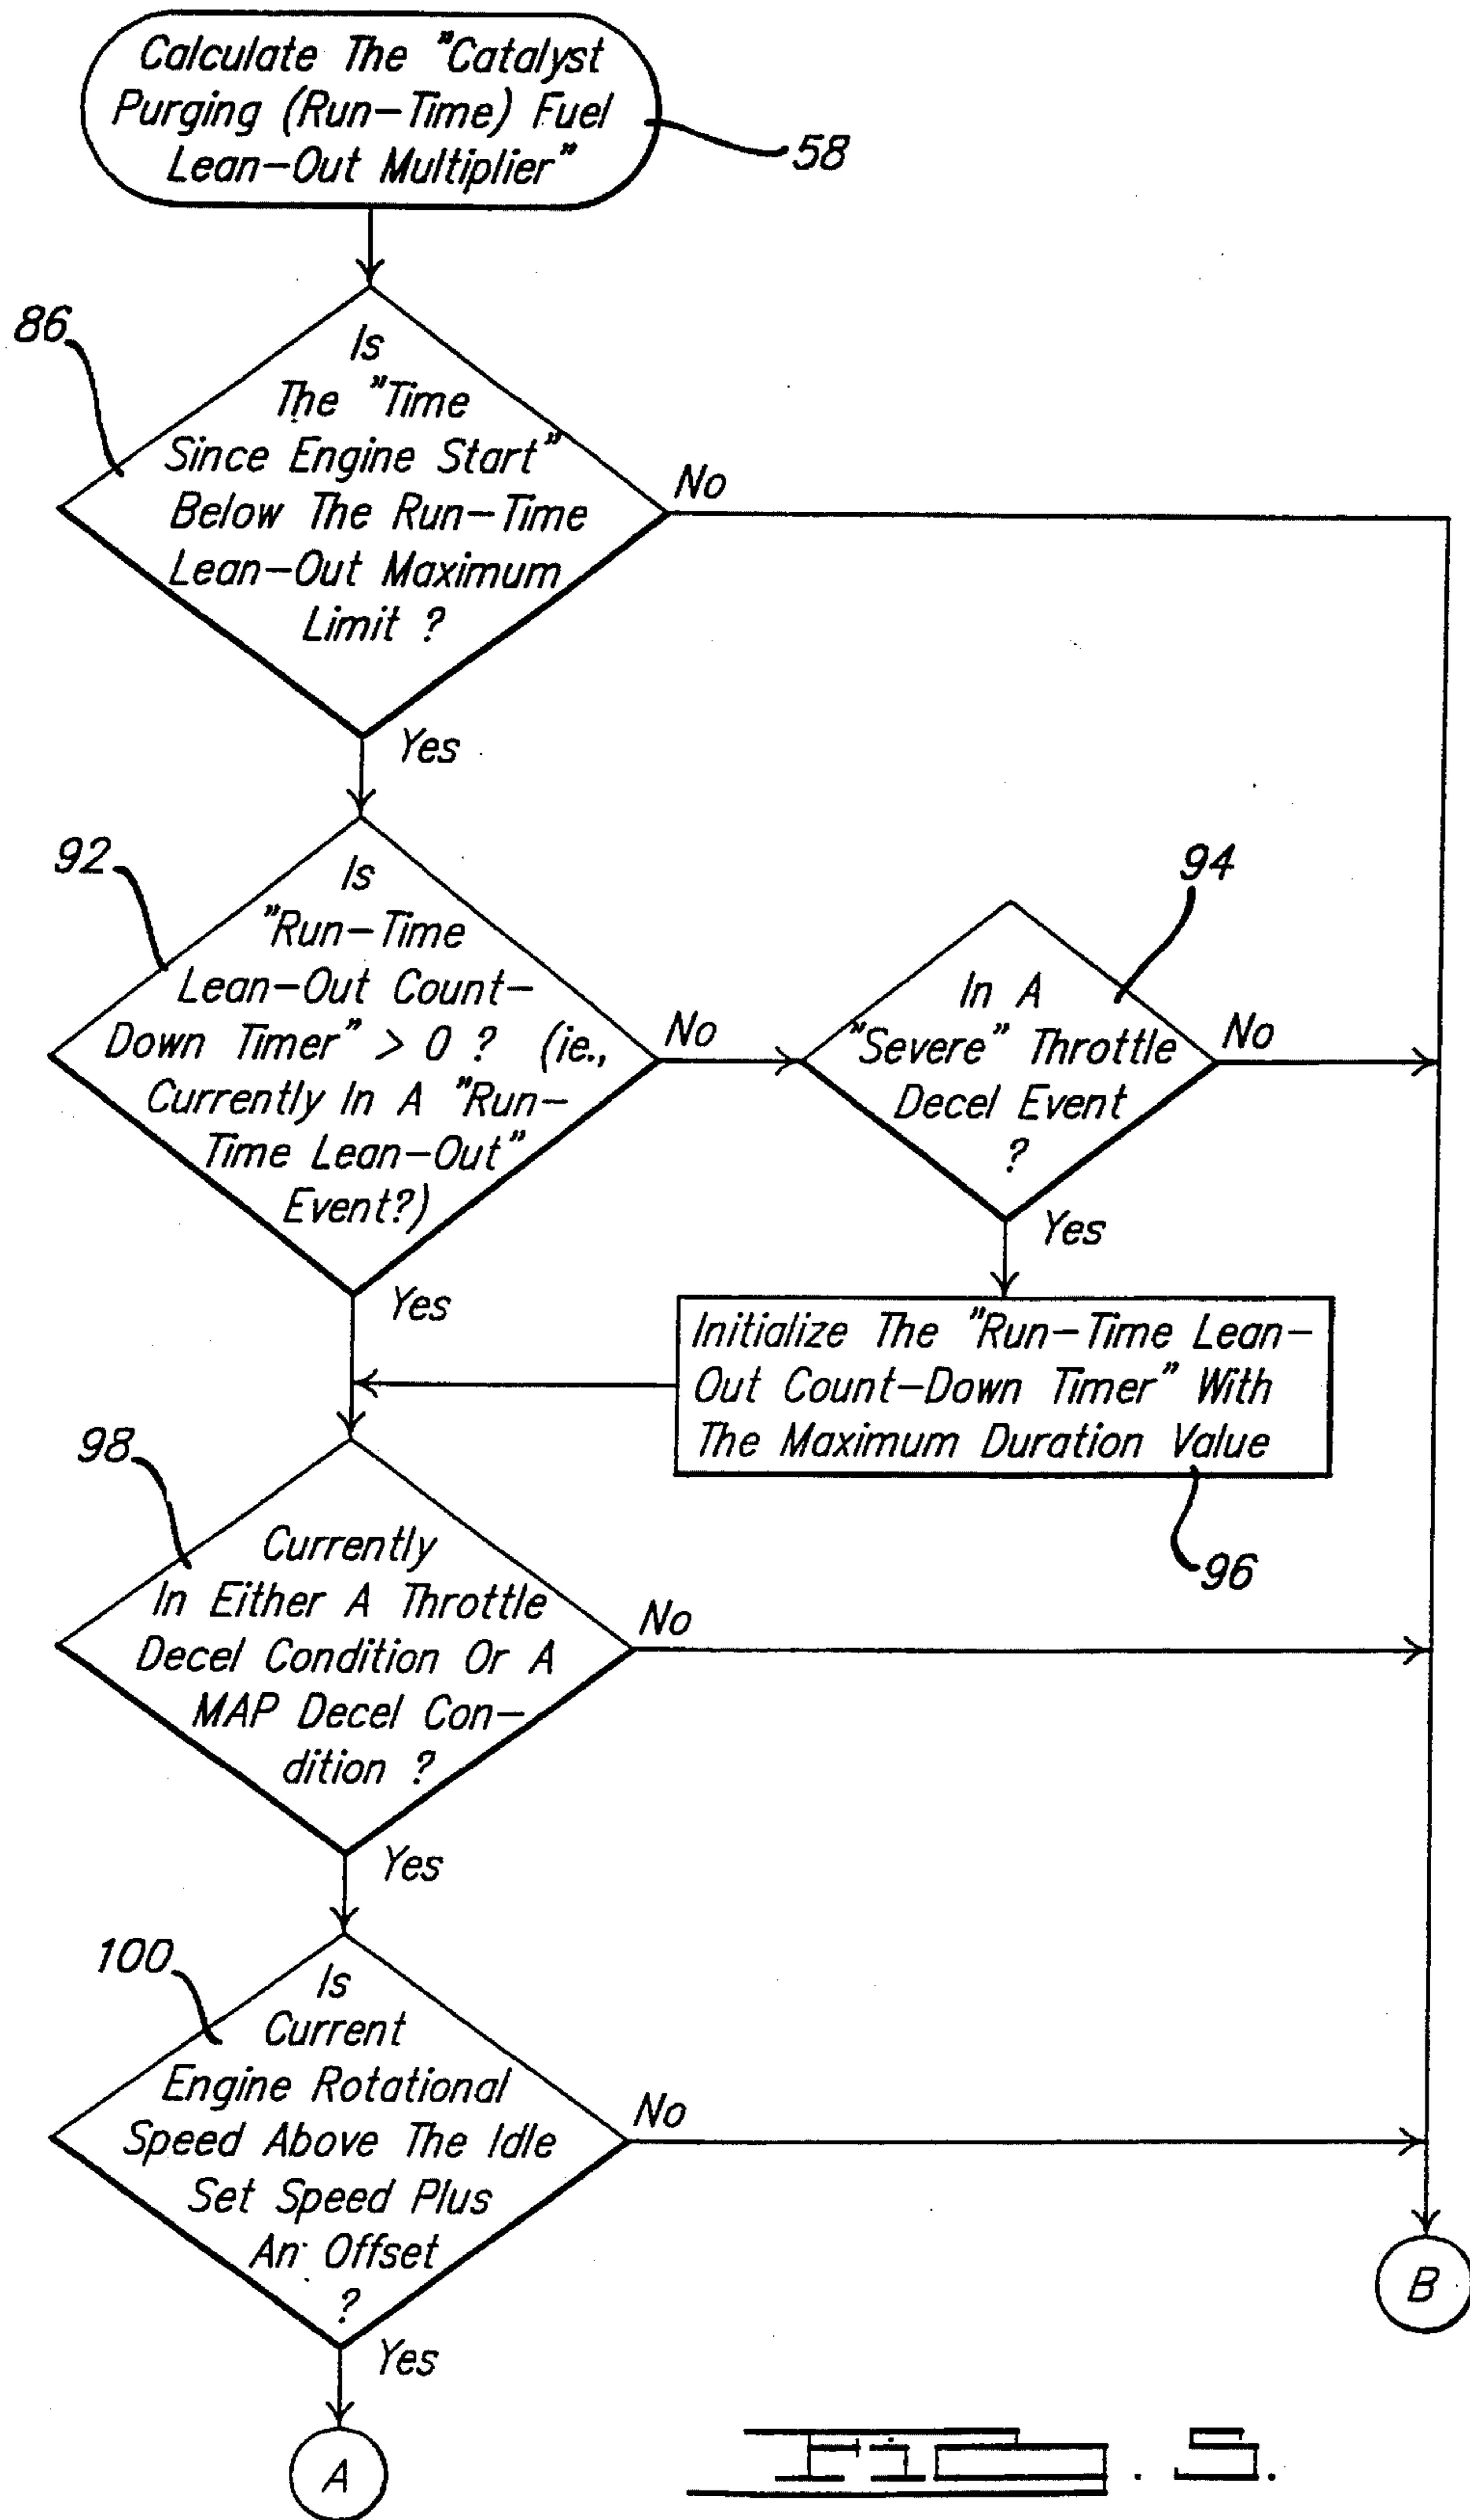 Calculate The "Catalyst
Purging (Run-Time) Fuel
Lean-Out Multiplier"
58
86
Is
The "Time
Since Engine Start"
Below The Run-Time
Lean-Out Maximum
Limit ?
No
Yes
92
Is
"Run-Time
Lean-Out Count-
Down Timer" > 0 ? (ie.,
Currently In A "Run-
Time Lean-Out"
Event?)
No
Yes
94
In A
"Severe" Throttle
Decel Event
?
No
Yes
Initialize The "Run-Time Lean-
Out Count-Down Timer" With
The Maximum Duration Value
96
98
Currently
In Either A Throttle
Decel Condition Or A
MAP Decel Con-
dition ?
No
Yes
100
Is
Current
Engine Rotational
Speed Above The Idle
Set Speed Plus
An Offset
?
No
Yes
B
A
FIG. 5.